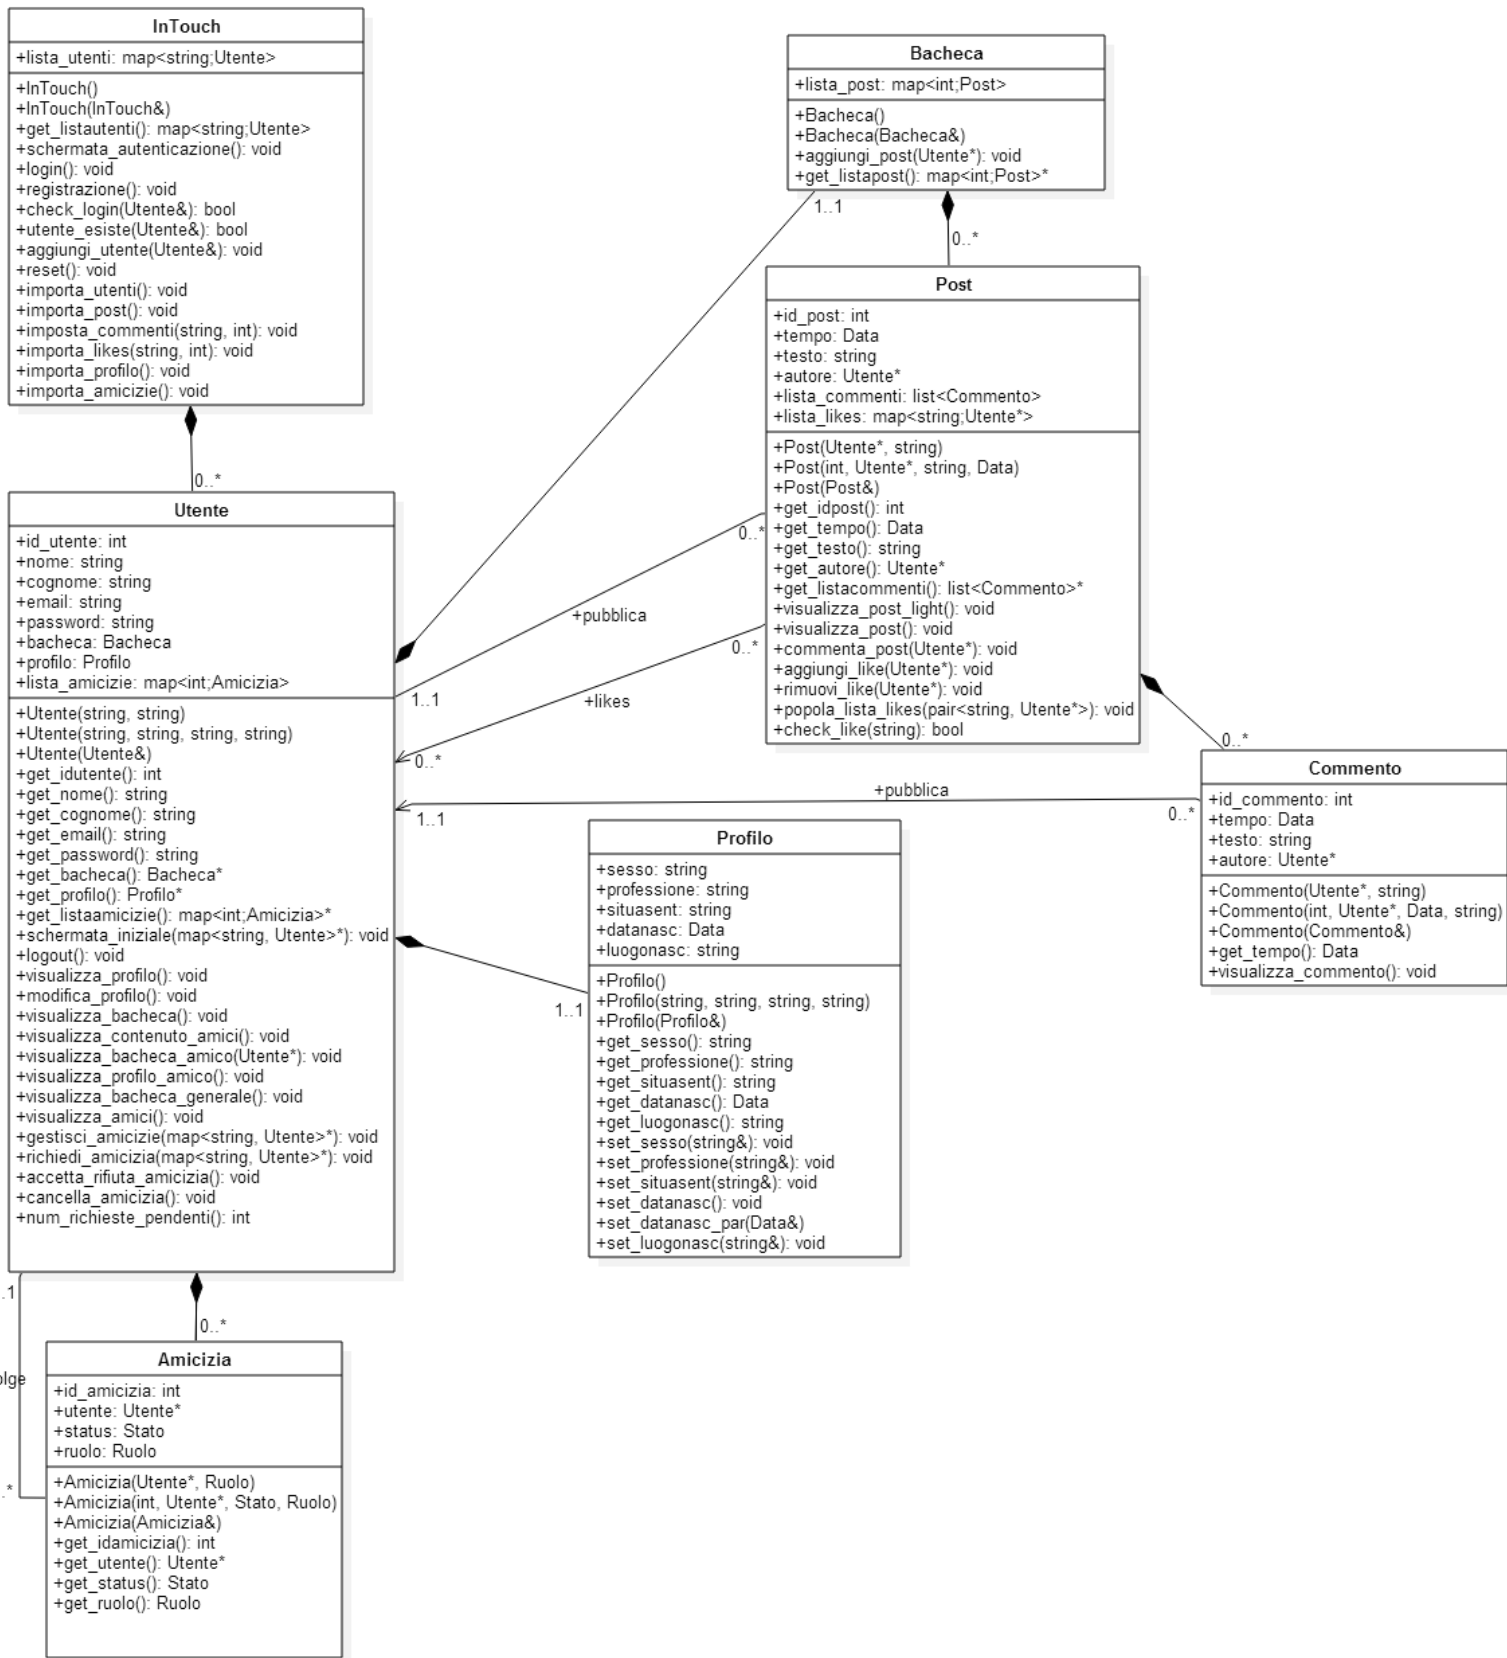 InTouch
+lista_utenti: map<string;Utente>
+InTouch()
+InTouch(InTouch&)
+get_listautenti(): map<string;Utente>
+schermata_autenticazione(): void
+login(): void
+registrazione(): void
+check_login(Utente&): bool
+utente_esiste(Utente&): bool
+aggiungi_utente(Utente&): void
+reset(): void
+importa_utenti(): void
+importa_post(): void
+imposta_commenti(string, int): void
+importa_likes(string, int): void
+importa_profilo(): void
+importa_amicizie(): void
0..*
Bacheca
+lista_post: map<int;Post>
+Bacheca()
+Bacheca(Bacheca&)
+aggiungi_post(Utente*): void
+get_listapost(): map<int;Post>*
1..1
0..*
Post
+id_post: int
+tempo: Data
+testo: string
+autore: Utente*
+lista_commenti: list<Commento>
+lista_likes: map<string;Utente*>
+Post(Utente*, string)
+Post(int, Utente*, string, Data)
+Post(Post&)
+get_idpost(): int
+get_tempo(): Data
+get_testo(): string
+get_autore(): Utente*
+get_listacommenti(): list<Commento>*
+visualizza_post_light(): void
+visualizza_post(): void
+commenta_post(Utente*): void
+aggiungi_like(Utente*): void
+rimuovi_like(Utente*): void
+popola_lista_likes(pair<string, Utente*>): void
+check_like(string): bool
0..*
+pubblica
1..1
0..*
+likes
0..*
0..*
+pubblica
1..1
0..*
Utente
+id_utente: int
+nome: string
+cognome: string
+email: string
+password: string
+bacheca: Bacheca
+profilo: Profilo
+lista_amicizie: map<int;Amicizia>
+Utente(string, string)
+Utente(string, string, string, string)
+Utente(Utente&)
+get_idutente(): int
+get_nome(): string
+get_cognome(): string
+get_email(): string
+get_password(): string
+get_bacheca(): Bacheca*
+get_profilo(): Profilo*
+get_listaamicizie(): map<int;Amicizia>*
+schermata_iniziale(map<string, Utente>*): void
+logout(): void
+visualizza_profilo(): void
+modifica_profilo(): void
+visualizza_bacheca(): void
+visualizza_contenuto_amici(): void
+visualizza_bacheca_amico(Utente*): void
+visualizza_profilo_amico(): void
+visualizza_bacheca_generale(): void
+visualizza_amici(): void
+gestisci_amicizie(map<string, Utente>*): void
+richiedi_amicizia(map<string, Utente>*): void
+accetta_rifiuta_amicizia(): void
+cancella_amicizia(): void
+num_richieste_pendenti(): int
Commento
+id_commento: int
+tempo: Data
+testo: string
+autore: Utente*
+Commento(Utente*, string)
+Commento(int, Utente*, Data, string)
+Commento(Commento&)
+get_tempo(): Data
+visualizza_commento(): void
Profilo
+sesso: string
+professione: string
+situasent: string
+datanasc: Data
+luogonasc: string
+Profilo()
+Profilo(string, string, string, string)
+Profilo(Profilo&)
+get_sesso(): string
+get_professione(): string
+get_situasent(): string
+get_datanasc(): Data
+get_luogonasc(): string
+set_sesso(string&): void
+set_professione(string&): void
+set_situasent(string&): void
+set_datanasc(): void
+set_datanasc_par(Data&)
+set_luogonasc(string&): void
1..1
.1
0..*
olge
.*
Amicizia
+id_amicizia: int
+utente: Utente*
+status: Stato
+ruolo: Ruolo
+Amicizia(Utente*, Ruolo)
+Amicizia(int, Utente*, Stato, Ruolo)
+Amicizia(Amicizia&)
+get_idamicizia(): int
+get_utente(): Utente*
+get_status(): Stato
+get_ruolo(): Ruolo